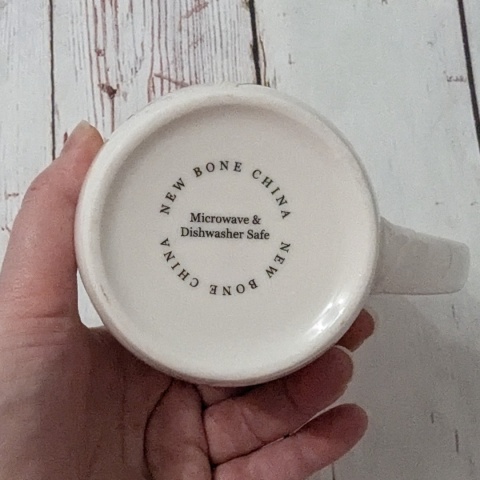 NEW BONE CHINA
Microwave &
Dishwasher Safe
NEW BONE CHINA